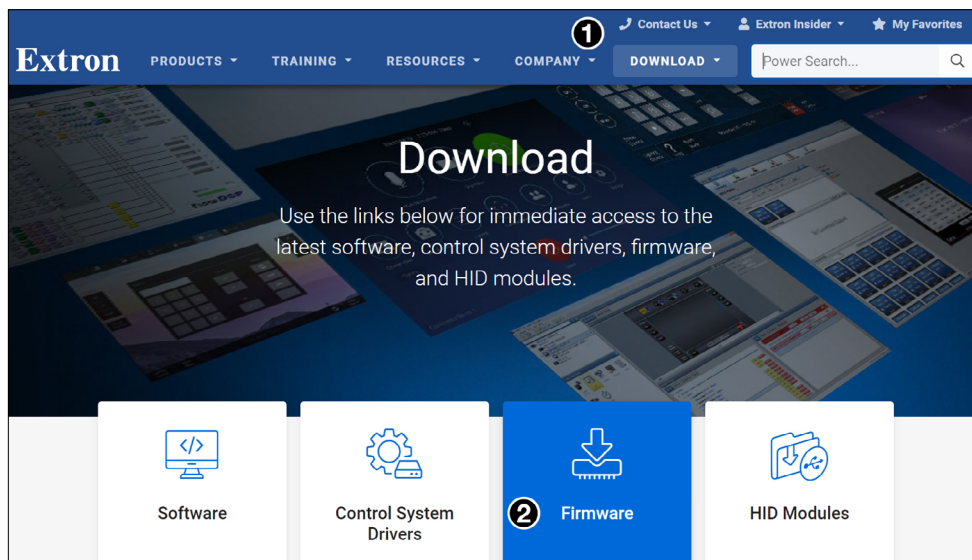 1
Contact Us
Extron Insider
My Favorites
Extron
PRODUCTS
TRAINING
RESOURCES
COMPANY
DOWNLOAD
Power Search...
Download
Use the links below for immediate access to the
latest software, control system drivers, firmware,
and HID modules.
</>
Software
Control System
Drivers
2
Firmware
HID Modules